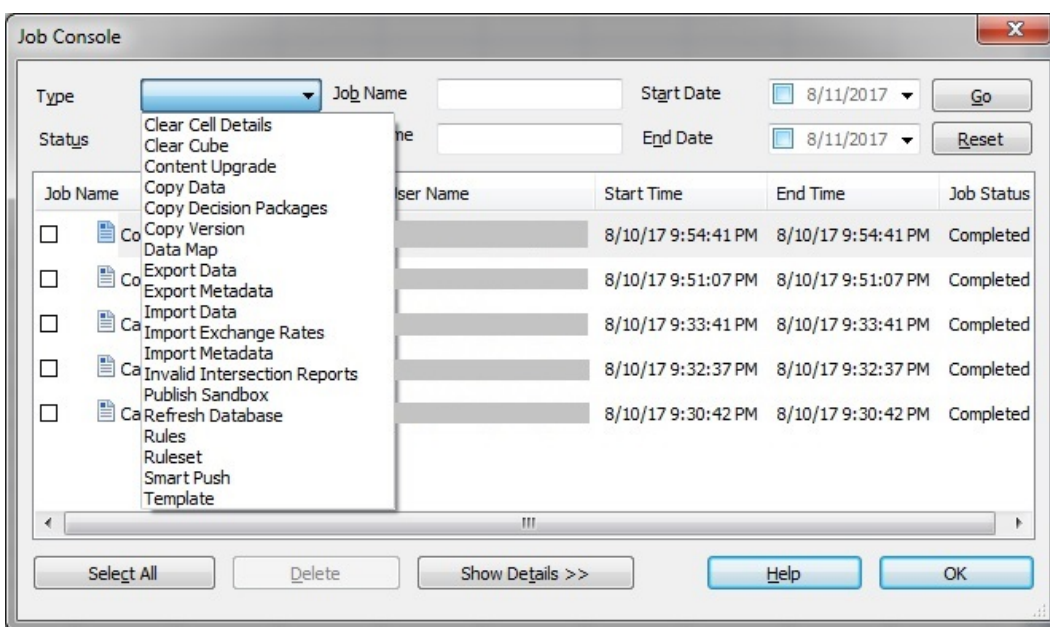 Job Console
Type Job Name Start Date 8/11/2017 Go
Status me End Date 8/11/2017 Reset
Clear Cell Details
Clear Cube
Content Upgrade
Copy Data
Copy Decision Packages
Copy Version
Data Map
Export Data
Export Metadata
Import Data
Import Exchange Rates
Import Metadata
Invalid Intersection Reports
Publish Sandbox
Refresh Database
Rules
Ruleset
Smart Push
Template
Job Name User Name Start Time End Time Job Status
Co 8/10/17 9:54:41 PM 8/10/17 9:54:41 PM Completed
Co 8/10/17 9:51:07 PM 8/10/17 9:51:07 PM Completed
Ca 8/10/17 9:33:41 PM 8/10/17 9:33:41 PM Completed
Ca 8/10/17 9:32:37 PM 8/10/17 9:32:37 PM Completed
Ca 8/10/17 9:30:42 PM 8/10/17 9:30:42 PM Completed
Select All Delete Show Details >> Help OK